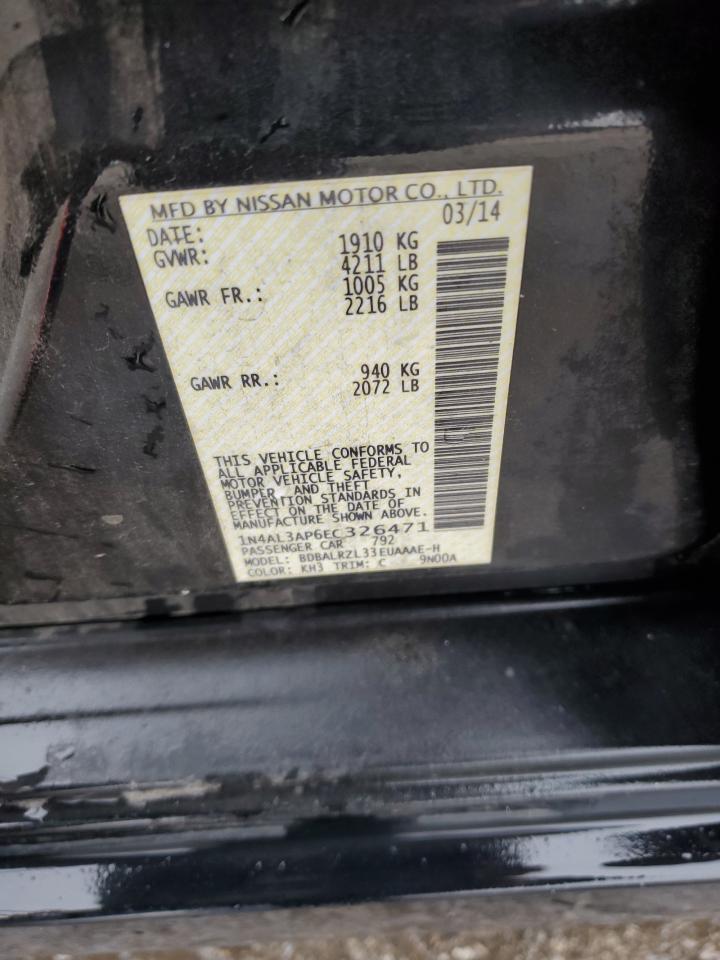 MFD BY NISSAN MOTOR CO., LTD.
DATE: 03/14
GVWR: 1910 KG
4211 LB
GAWR FR.: 1005 KG
2216 LB
GAWR RR.: 940 KG
2072 LB
THIS VEHICLE CONFORMS TO
ALL APPLICABLE FEDERAL
MOTOR VEHICLE SAFETY,
BUMPER, AND THEFT
PREVENTION STANDARDS IN
EFFECT ON THE DATE OF
MANUFACTURE SHOWN ABOVE.
1N4AL3AP6EC326471
PASSENGER CAR 792
MODEL: BDBALRZL33EUAAAE-H
COLOR: KH3 TRIM: C 9N00A